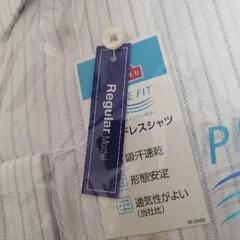 Regular
Model
E FIT
ドレスシャツ
吸汗速乾
形態安定
通気性がよい
(当社比)
P